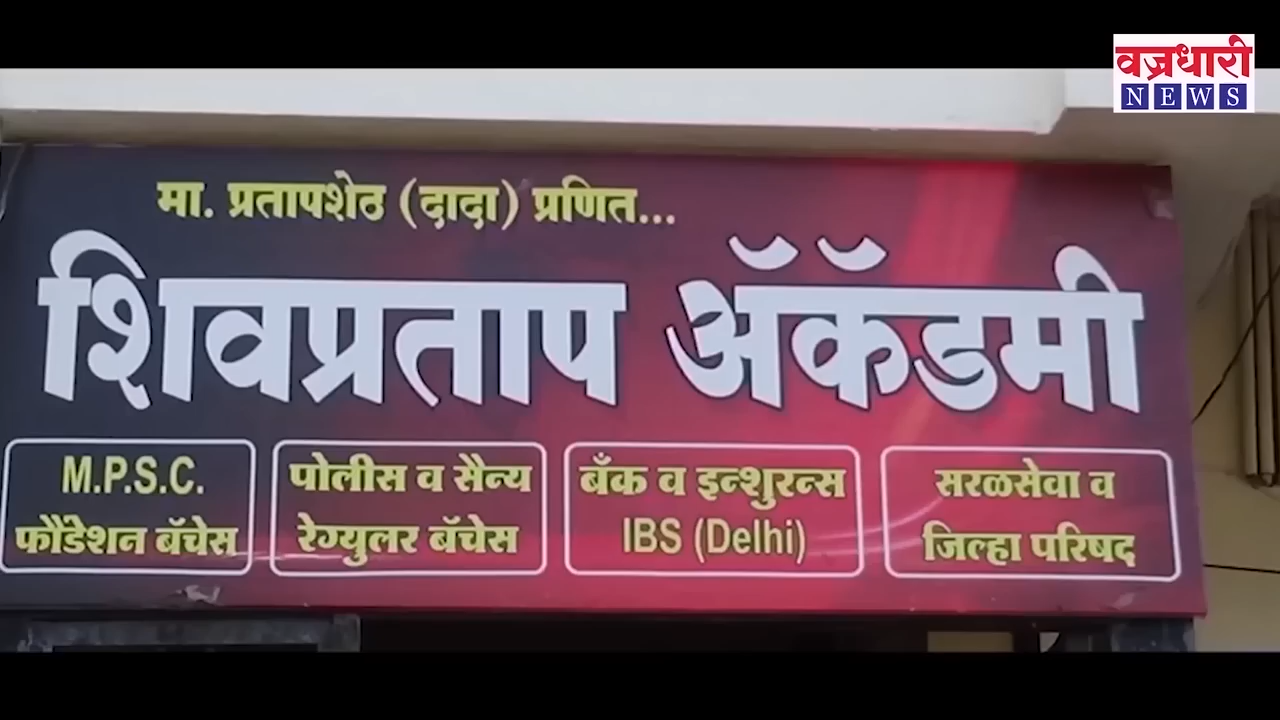 वज्रधारी
NEWS
मा. प्रतापशेठ (दादा) प्रणित...
शिवप्रताप ॲकॅडमी
M.P.S.C.
फौंडेशन बॅचेस
पोलीस व सैन्य
रेग्युलर बॅचेस
बँक व इन्शुरन्स
IBS (Delhi)
सरळसेवा व
जिल्हा परिषद